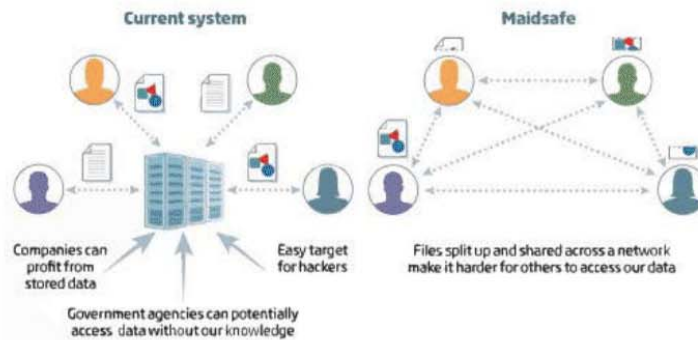 Current system
Maidsafe
Companies can
profit from
stored data
Easy target
for hackers
Government agencies can potentially
access data without our knowledge
Files split up and shared across a network
make it harder for others to access our data